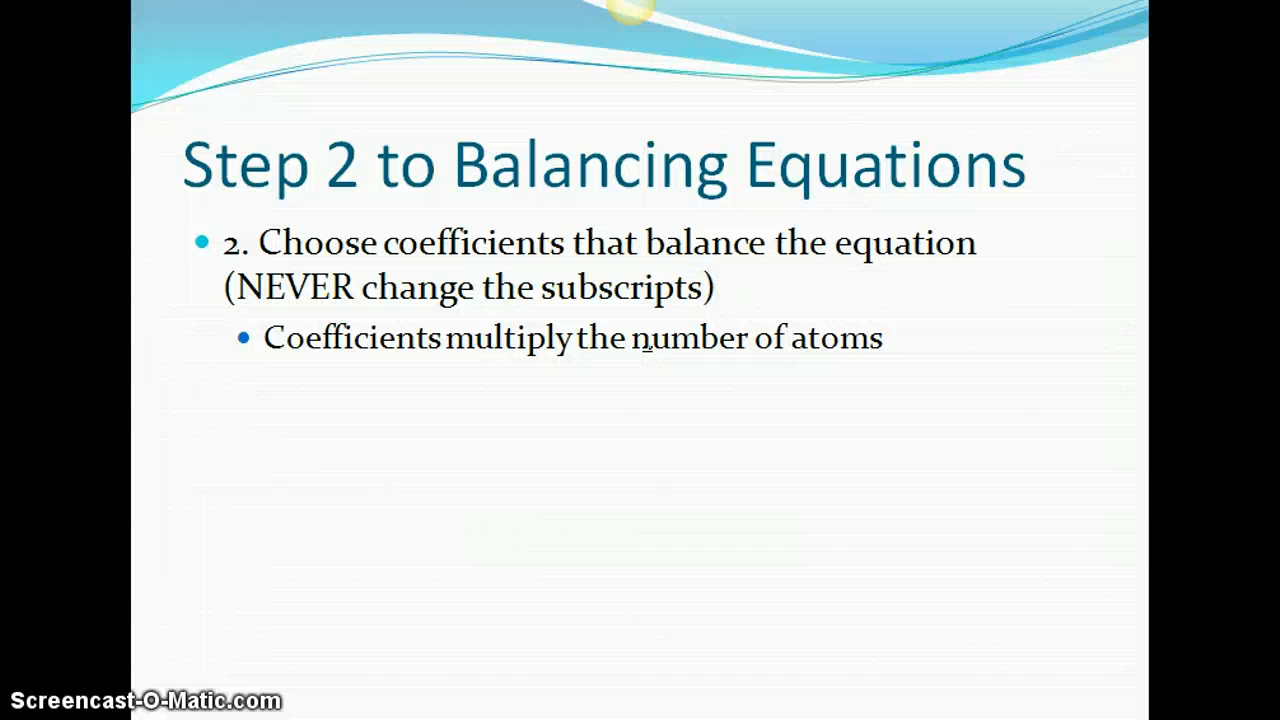 Step 2 to Balancing Equations
• 2. Choose coefficients that balance the equation
(NEVER change the subscripts)
• Coefficients multiply the number of atoms
Screencast-O-Matic.com